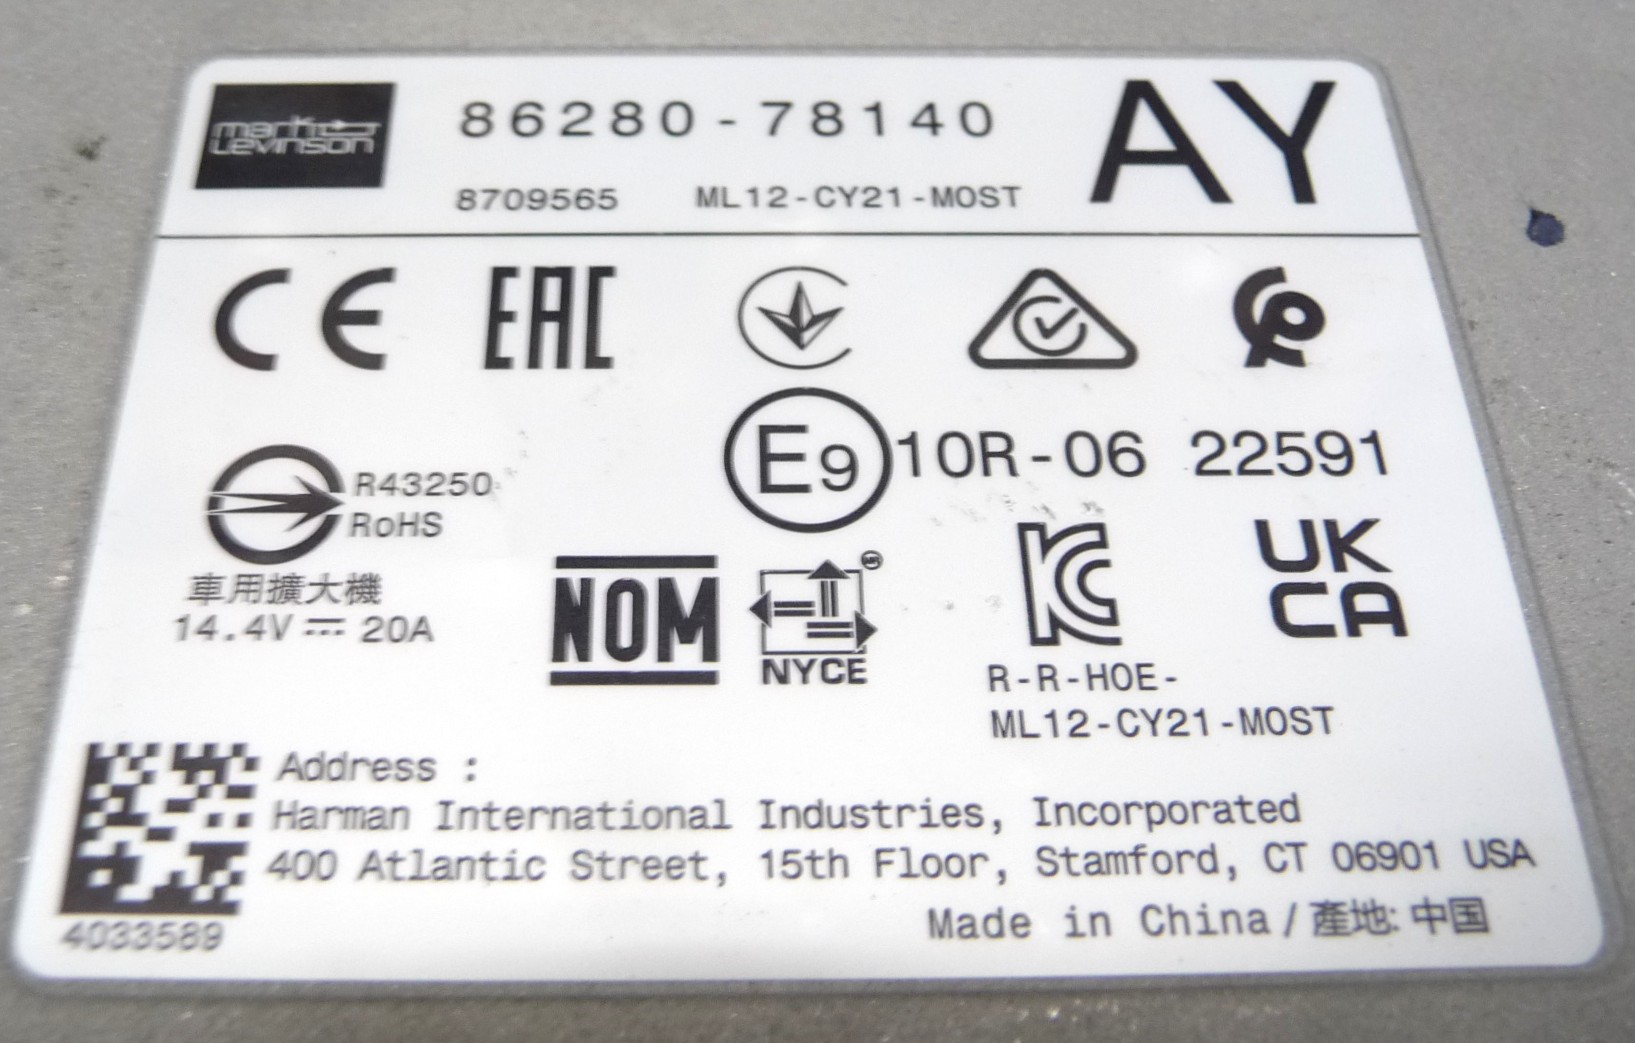 mark Levinson
86280-78140
AY
8709565 ML12-CY21-MOST
CE EAC
E9 10R-06 22591
R43250
RoHS
車用擴大機
14.4V ⎓ 20A
NOM
NYCE
KC
UK
CA
R-R-HOE-
ML12-CY21-MOST
Address :
Harman International Industries, Incorporated
400 Atlantic Street, 15th Floor, Stamford, CT 06901 USA
4033589
Made in China / 產地: 中国